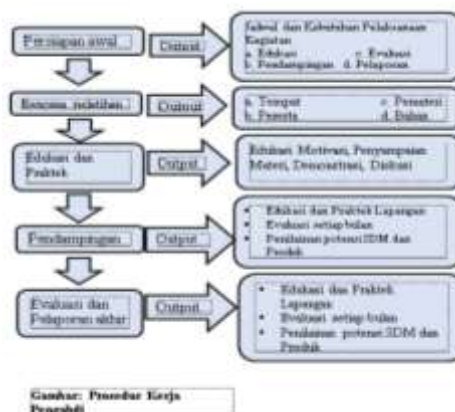 Persiapan awal
Output
Jadwal dan Kebutuhan Pelaksanaan
Kegiatan
a. Edukasi c. Evaluasi
b. Pendampingan d. Pelaporan
Rencana pelatihan
Output
a. Tempat c. Pemateri
b. Peserta d. Bahan
Edukasi dan
Praktek
Output
Edukasi Motivasi, Penyampaian
Materi, Demonstrasi, Diskusi
Pendampingan
Output
• Edukasi dan Praktek Lapangan
• Evaluasi setiap bulan
• Penilaian potensi SDM dan
Produk
Evaluasi dan
Pelaporan akhir
Output
• Edukasi dan Praktek
Lapangan
• Evaluasi setiap bulan
• Penilaian potensi SDM dan
Produk
Gambar: Prosedur Kerja
Pengabdi